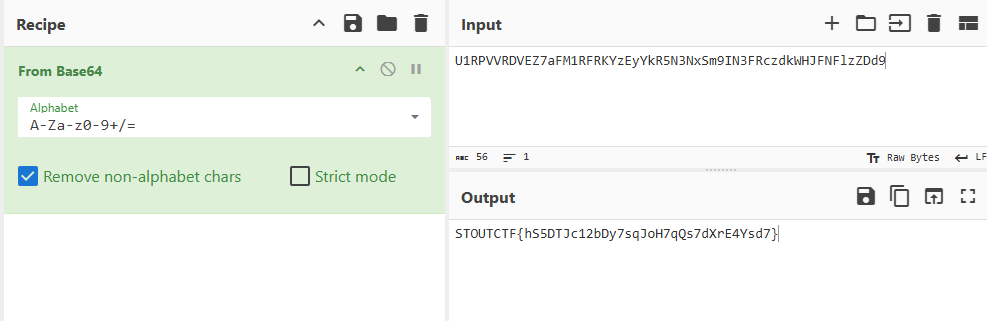 Recipe
From Base64
Alphabet
A-Za-z0-9+/=
Remove non-alphabet chars
Strict mode
Input
U1RPVVRDVEZ7aFM1RFRKYzEyYkR5N3NxSm9IN3FRczdkWHJFNFlzZDd9
ABC 56 1 Tт Raw Bytes LF
Output
STOUTCTF{hS5DTJc12bDy7sqJoH7qQs7dXrE4Ysd7}